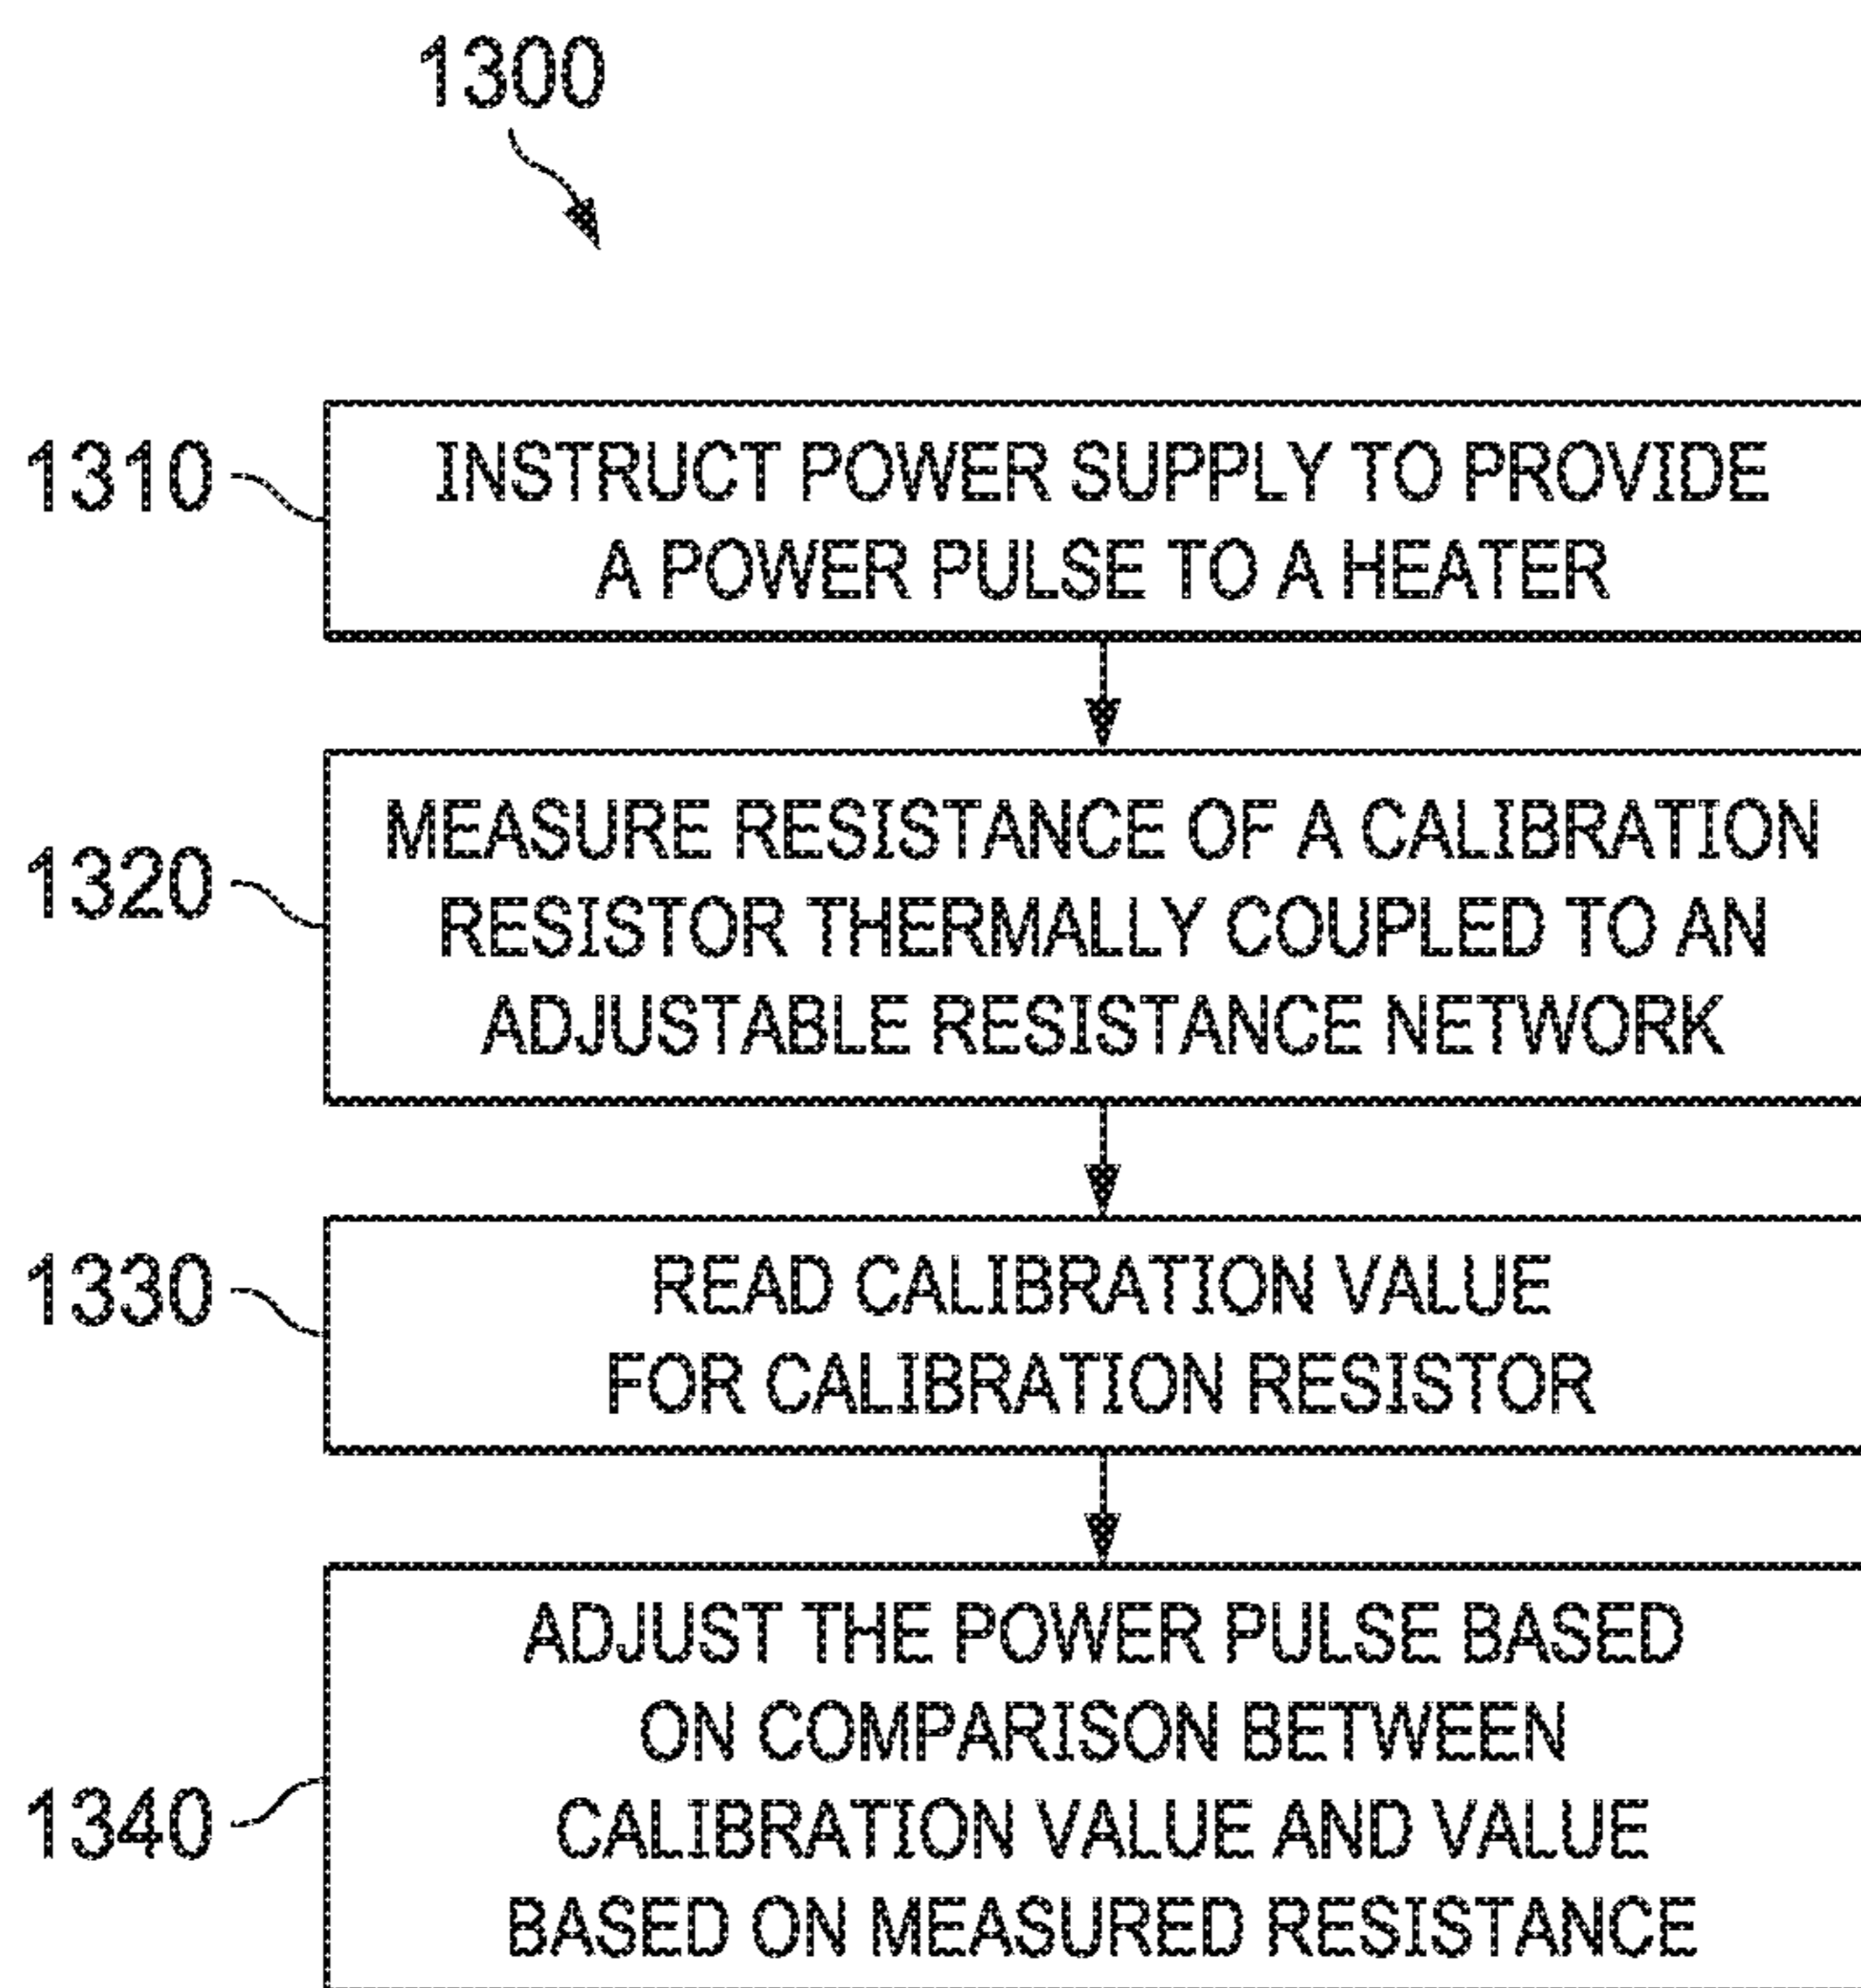 1300
1310
INSTRUCT POWER SUPPLY TO PROVIDE
A POWER PULSE TO A HEATER
1320
MEASURE RESISTANCE OF A CALIBRATION
RESISTOR THERMALLY COUPLED TO AN
ADJUSTABLE RESISTANCE NETWORK
1330
READ CALIBRATION VALUE
FOR CALIBRATION RESISTOR
1340
ADJUST THE POWER PULSE BASED
ON COMPARISON BETWEEN
CALIBRATION VALUE AND VALUE
BASED ON MEASURED RESISTANCE